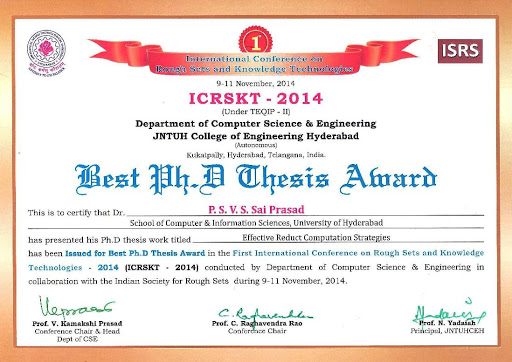 1
ISRS
International Conference on
Rough Sets and Knowledge Technologies
9-11 November, 2014
ICRSKT - 2014
(Under TEQIP - II)
Department of Computer Science & Engineering
JNTUH College of Engineering Hyderabad
(Autonomous)
Kukatpally, Hyderabad, Telangana, India.
Best Ph.D Thesis Award
This is to certify that Dr. P. S. V. S. Sai Prasad
School of Computer & Information Sciences, University of Hyderabad
has presented his Ph.D thesis work titled Effective Reduct Computation Strategies
has been Issued for Best Ph.D Thesis Award in the First International Conference on Rough Sets and Knowledge
Technologies - 2014 (ICRSKT - 2014) conducted by Department of Computer Science & Engineering in
collaboration with the Indian Society for Rough Sets during 9-11 November, 2014.
Prof. V. Kamakshi Prasad
Conference Chair & Head
Dept of CSE
C. Raghavendra
Prof. C. Raghavendra Rao
Conference Chair
Prof. N. Yadaiah
Principal, JNTUHCEH